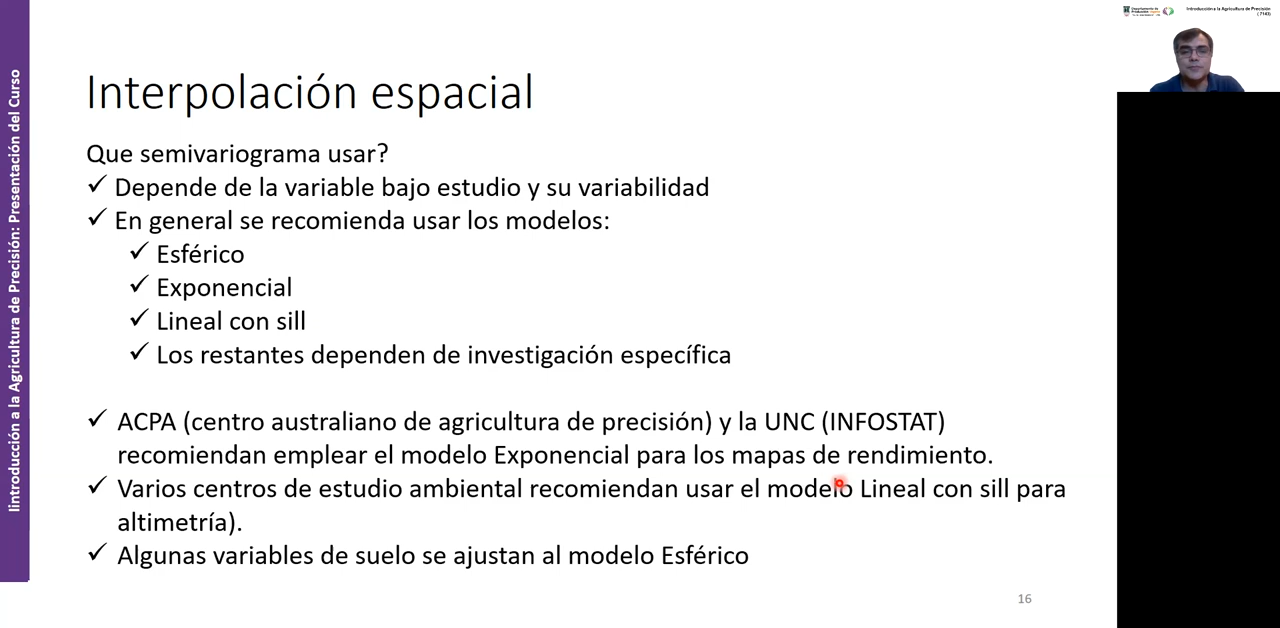 Introducción a la Agricultura de Precisión
(7143)
Iintroducción a la Agricultura de Precisión: Presentación del Curso
Interpolación espacial
Que semivariograma usar?
✓ Depende de la variable bajo estudio y su variabilidad
✓ En general se recomienda usar los modelos:
✓ Esférico
✓ Exponencial
✓ Lineal con sill
✓ Los restantes dependen de investigación específica
✓ ACPA (centro australiano de agricultura de precisión) y la UNC (INFOSTAT)
recomiendan emplear el modelo Exponencial para los mapas de rendimiento.
✓ Varios centros de estudio ambiental recomiendan usar el modelo Lineal con sill para
altimetría).
✓ Algunas variables de suelo se ajustan al modelo Esférico
16